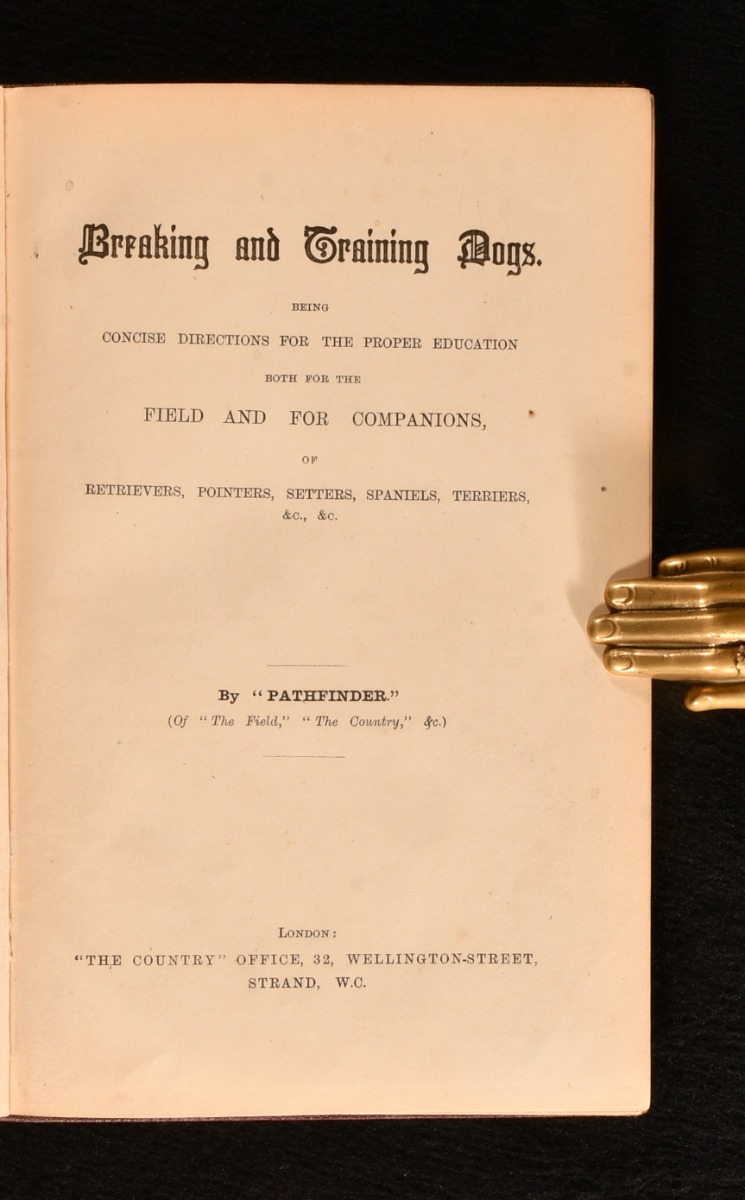 Breaking and Training Dogs.
BEING
CONCISE DIRECTIONS FOR THE PROPER EDUCATION
BOTH FOR THE
FIELD AND FOR COMPANIONS,
OF
RETRIEVERS, POINTERS, SETTERS, SPANIELS, TERRIERS,
&c., &c.
By "PATHFINDER."
(Of "The Field," "The Country," &c.)
LONDON:
"THE COUNTRY" OFFICE, 32, WELLINGTON-STREET,
STRAND, W.C.